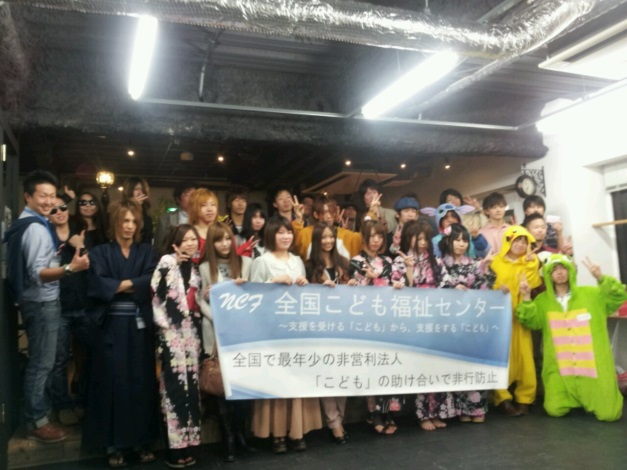 NCF 全国こども福祉センター
～支援を受ける「こども」から、支援をする「こども」へ
全国で最年少の非営利法人
「こども」の助け合いで非行防止